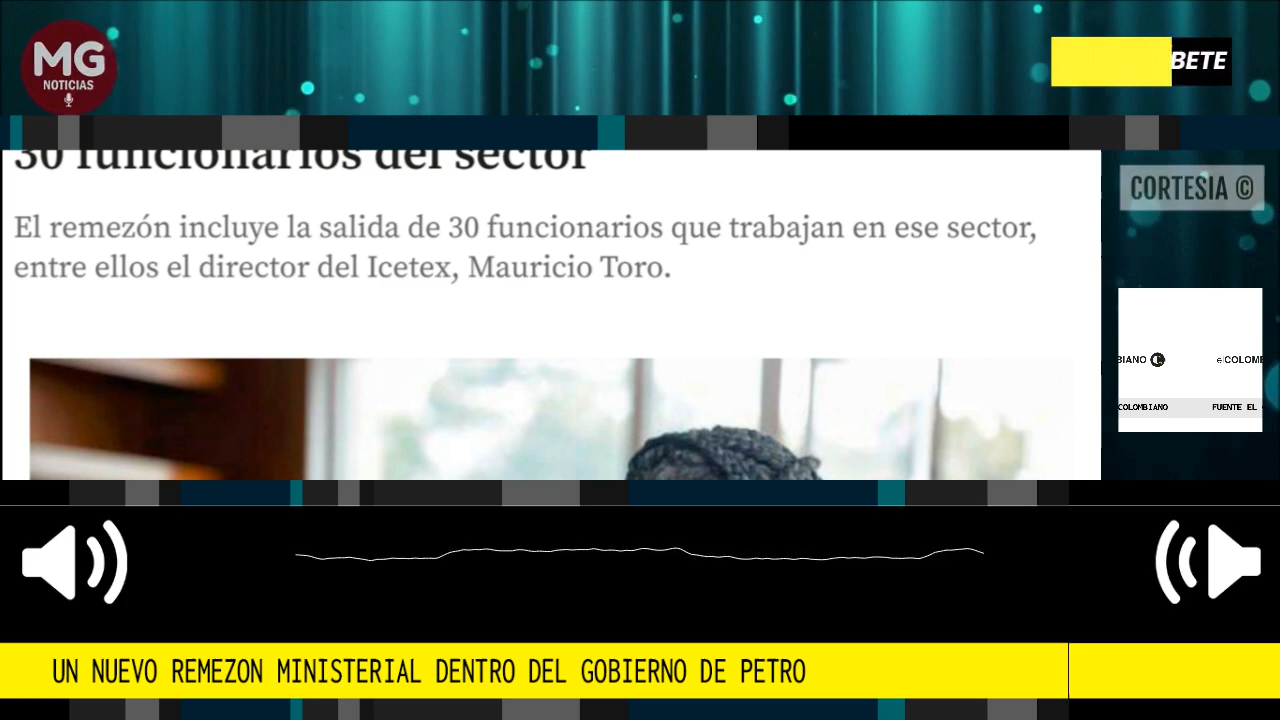 MG
NOTICIAS
BETE
30 funcionarios del sector
CORTESIA ©
El remezón incluye la salida de 30 funcionarios que trabajan en ese sector,
entre ellos el director del Icetex, Mauricio Toro.
BIANO elCOLOME
COLOMBIANO FUENTE EL
UN NUEVO REMEZON MINISTERIAL DENTRO DEL GOBIERNO DE PETRO